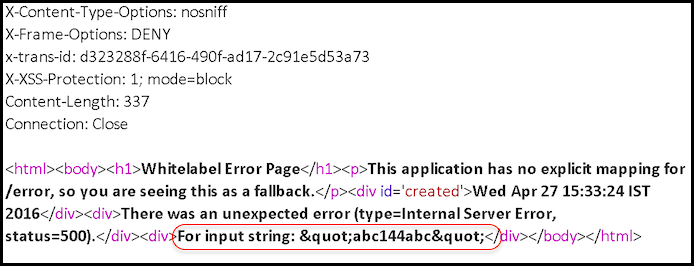 X-Content-Type-Options: nosniff
X-Frame-Options: DENY
x-trans-id: d323288f-6416-490f-ad17-2c91e5d53a73
X-XSS-Protection: 1; mode=block
Content-Length: 337
Connection: Close
<html><body><h1>Whitelabel Error Page</h1><p>This application has no explicit mapping for
/error, so you are seeing this as a fallback.</p><div id='created'>Wed Apr 27 15:33:24 IST
2016</div><div>There was an unexpected error (type=Internal Server Error,
status=500).</div><div>For input string: &quot;abc144abc&quot;</div></body></html>